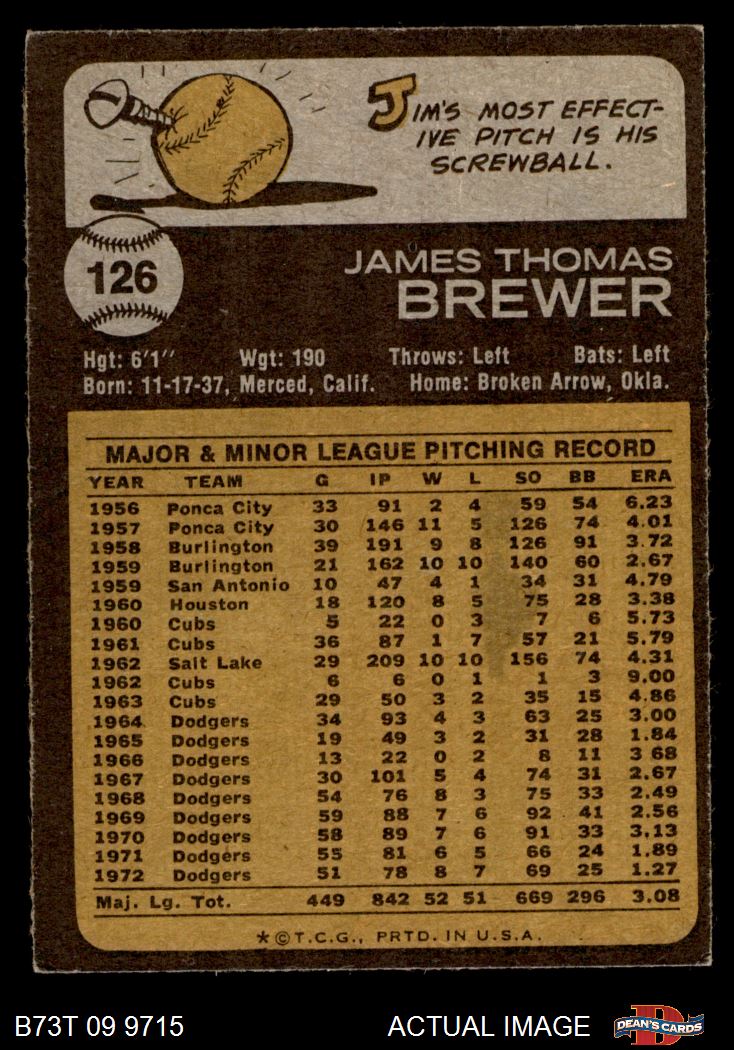 JIM'S MOST EFFECT-
IVE PITCH IS HIS
SCREWBALL.
126
JAMES THOMAS
BREWER
Hgt: 6'1" Wgt: 190 Throws: Left Bats: Left
Born: 11-17-37, Merced, Calif. Home: Broken Arrow, Okla.
MAJOR & MINOR LEAGUE PITCHING RECORD
YEAR TEAM G IP W L SO BB ERA
1956 Ponca City 33 91 2 4 59 54 6.23
1957 Ponca City 30 146 11 5 126 74 4.01
1958 Burlington 39 191 9 8 126 91 3.72
1959 Burlington 21 162 10 10 140 60 2.67
1959 San Antonio 10 47 4 1 34 31 4.79
1960 Houston 18 120 8 5 75 28 3.38
1960 Cubs 5 22 0 3 7 6 5.73
1961 Cubs 36 87 1 7 57 21 5.79
1962 Salt Lake 29 209 10 10 156 74 4.31
1962 Cubs 6 6 0 1 1 3 9.00
1963 Cubs 29 50 3 2 35 15 4.86
1964 Dodgers 34 93 4 3 63 25 3.00
1965 Dodgers 19 49 3 2 31 28 1.84
1966 Dodgers 13 22 0 2 8 11 3 68
1967 Dodgers 30 101 5 4 74 31 2.67
1968 Dodgers 54 76 8 3 75 33 2.49
1969 Dodgers 59 88 7 6 92 41 2.56
1970 Dodgers 58 89 7 6 91 33 3.13
1971 Dodgers 55 81 6 5 66 24 1.89
1972 Dodgers 51 78 8 7 69 25 1.27
Maj. Lg. Tot. 449 842 52 51 669 296 3.08
*©T.C.G., PRTD. IN U.S.A.
B73T 09 9715 ACTUAL IMAGE D DEAN'S CARDS